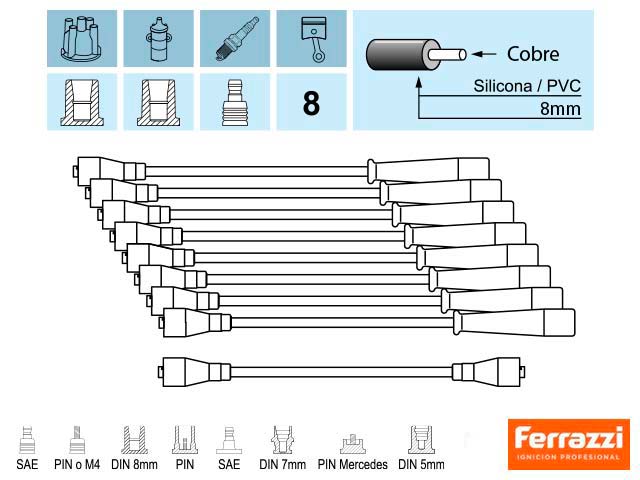 Cobre
Silicona / PVC
8mm
8
SAE PIN o M4 DIN 8mm PIN SAE DIN 7mm PIN Mercedes DIN 5mm
Ferrazzi
IGNICION PROFESIONAL